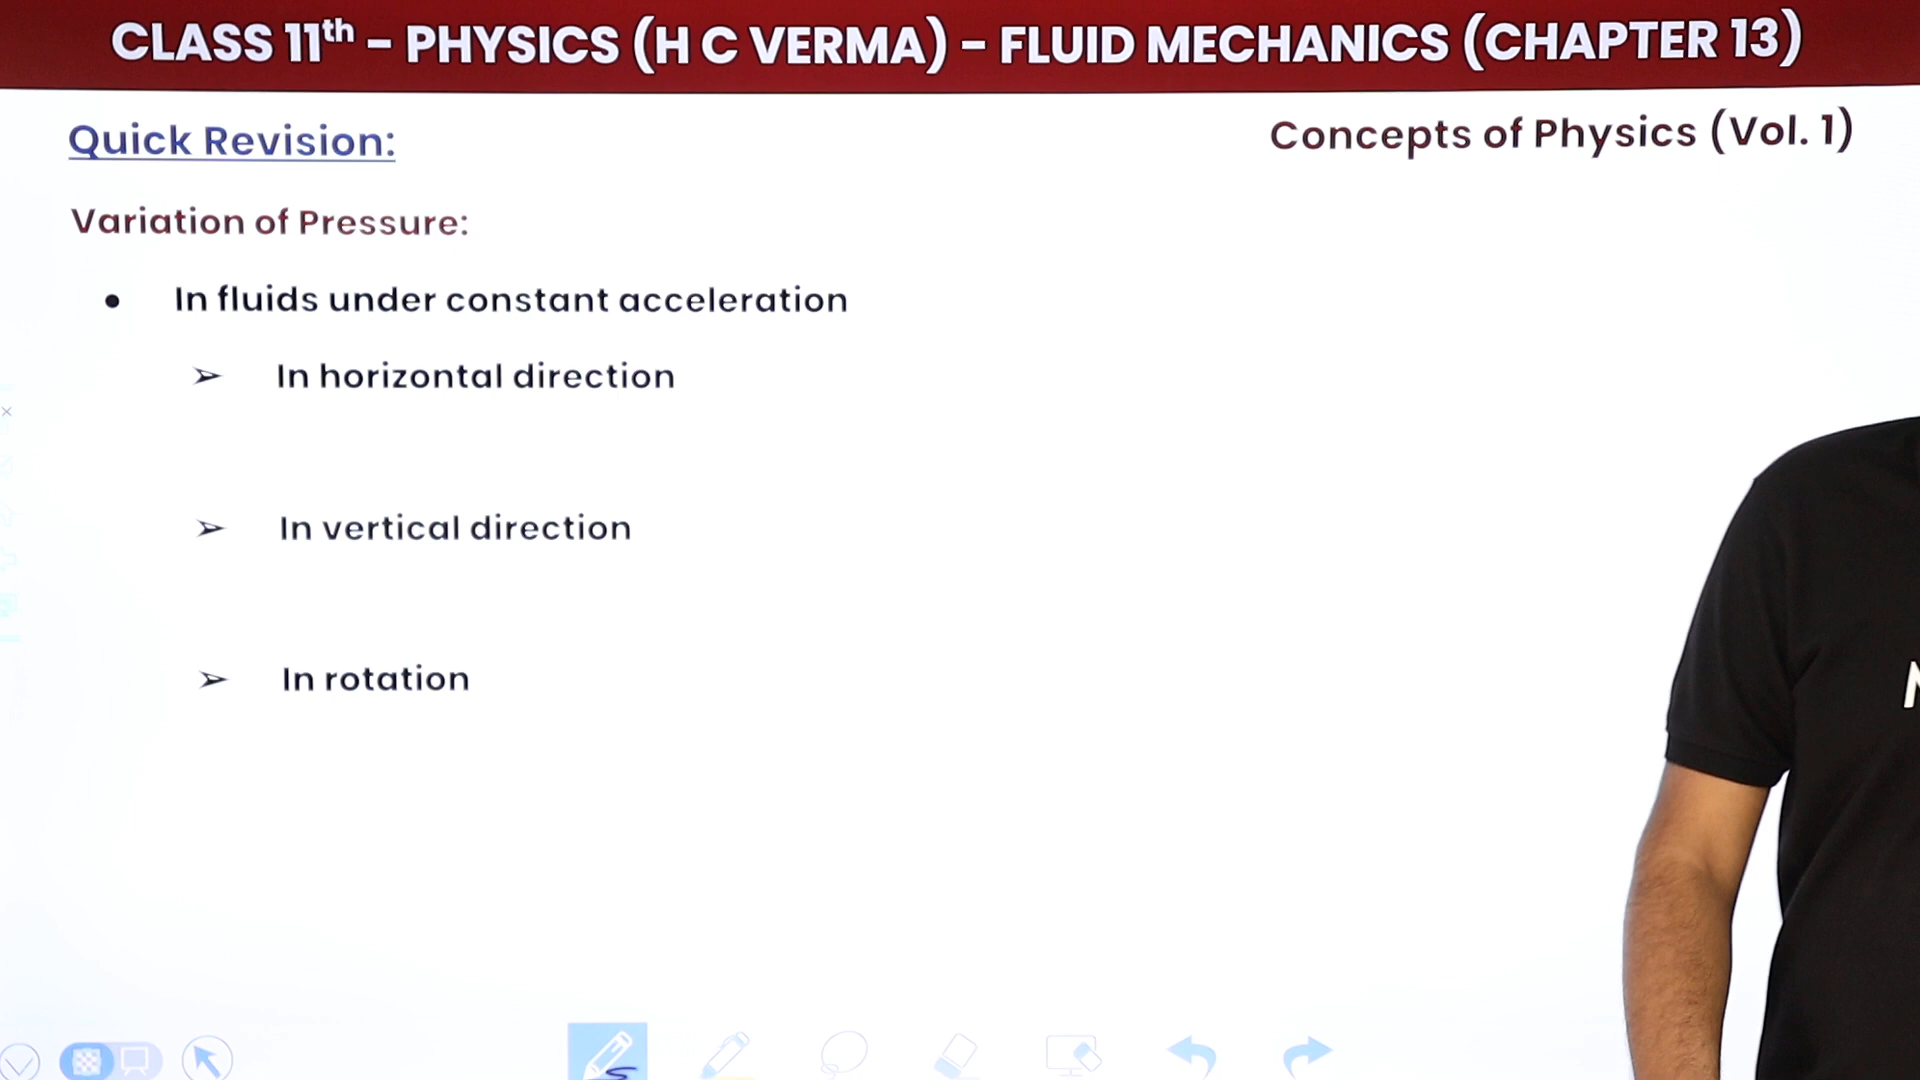 CLASS 11th - PHYSICS (H C VERMA) - FLUID MECHANICS (CHAPTER 13)
Quick Revision:
Concepts of Physics (Vol. 1)
Variation of Pressure:
• In fluids under constant acceleration
➢ In horizontal direction
➢ In vertical direction
➢ In rotation